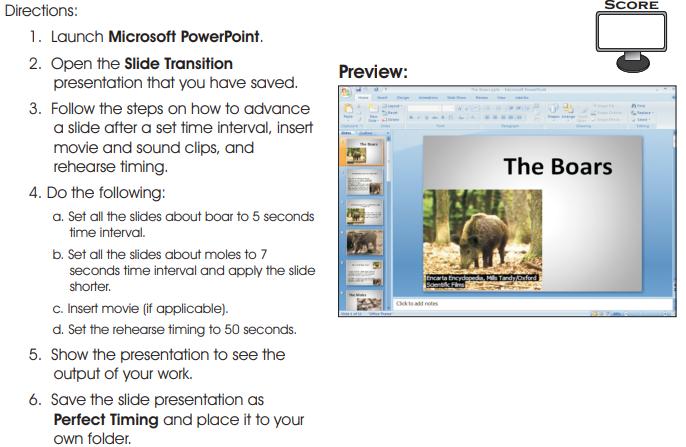 Directions:
1. Launch Microsoft PowerPoint.
2. Open the Slide Transition
presentation that you have saved.
3. Follow the steps on how to advance
a slide after a set time interval, insert
movie and sound clips, and
rehearse timing.
4. Do the following:
a. Set all the slides about boar to 5 seconds
time interval.
b. Set all the slides about moles to 7
seconds time interval and apply the slide
shorter.
c. Insert movie (if applicable).
d. Set the rehearse timing to 50 seconds.
5. Show the presentation to see the
output of your work.
6. Save the slide presentation as
Perfect Timing and place it to your
own folder.
SCORE
Preview:
The Boars
The Boars
Encarta Encyclopedia, Mills Tandy/Oxford
Scientific Films
The Moles
Click to add notes